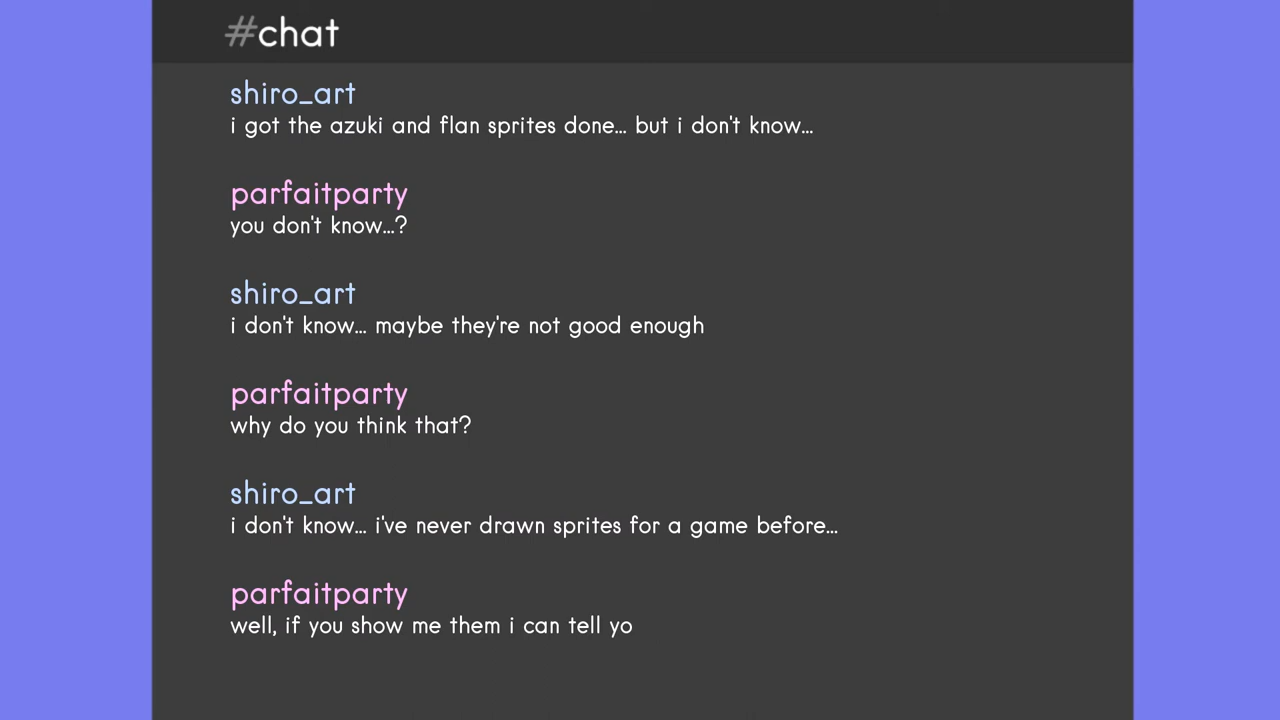 #chat
shiro_art
i got the azuki and flan sprites done... but i don't know...
parfaitparty
you don't know...?
shiro_art
i don't know... maybe they're not good enough
parfaitparty
why do you think that?
shiro_art
i don't know... i've never drawn sprites for a game before...
parfaitparty
well, if you show me them i can tell yo